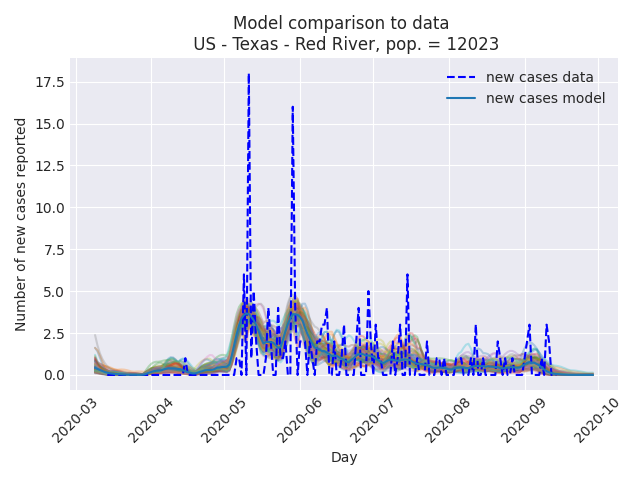 Model comparison to data
US - Texas - Red River, pop. = 12023
new cases data
new cases model
Number of new cases reported
17.5
15.0
12.5
10.0
7.5
5.0
2.5
0.0
2020-03
2020-04
2020-05
2020-06
2020-07
2020-08
2020-09
2020-10
Day